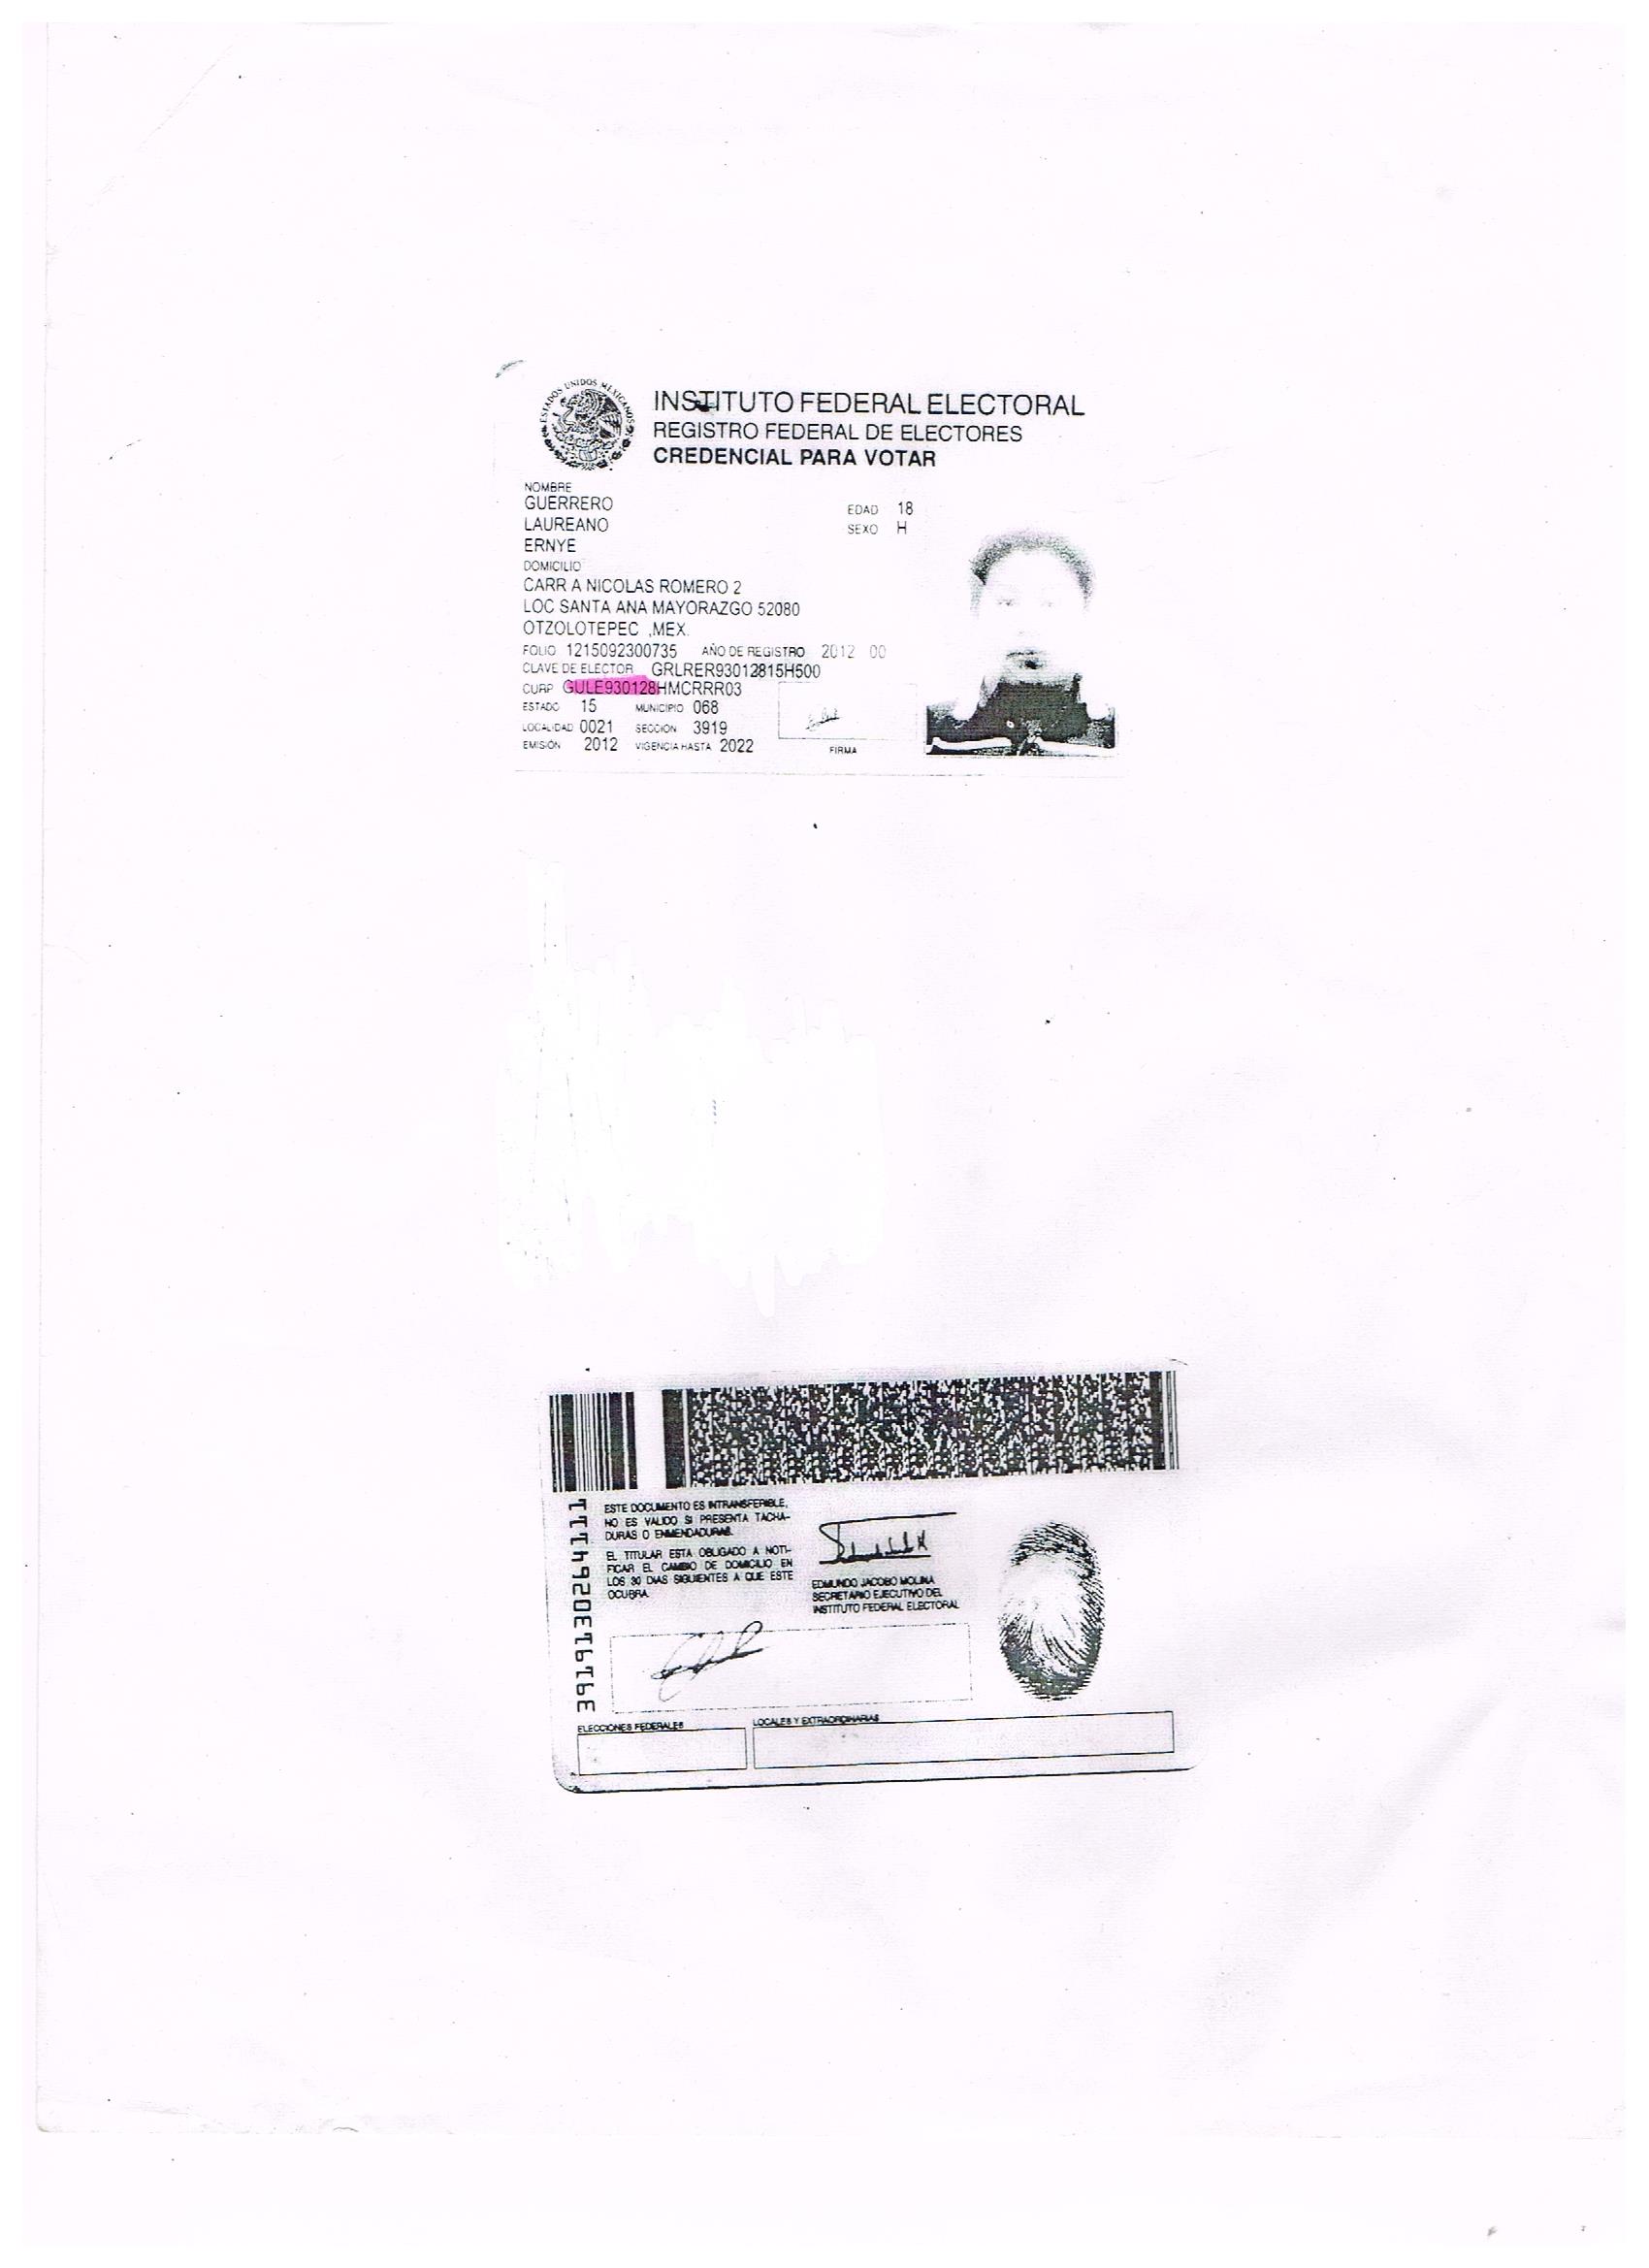 ESTADOS UNIDOS MEXICANOS
INSTITUTO FEDERAL ELECTORAL
REGISTRO FEDERAL DE ELECTORES
CREDENCIAL PARA VOTAR
NOMBRE
GUERRERO
EDAD 18
LAUREANO
SEXO H
ERNYE
DOMICILIO
CARR A NICOLAS ROMERO 2
LOC SANTA ANA MAYORAZGO 52080
OTZOLOTEPEC ,MEX.
FOLIO 1215092300735 AÑO DE REGISTRO 2012 00
CLAVE DE ELECTOR GRLRER93012815H500
CURP GULE930128HMCRRR03
ESTADO 15 MUNICIPIO 068
LOCALIDAD 0021 SECCION 3919
EMISIÓN 2012 VIGENCIA HASTA 2022
FIRMA
3919130264111
ESTE DOCUMENTO ES INTRANSFERIBLE,
NO ES VALIDO SI PRESENTA TACHA-
DURAS O ENMENDADURAS.
EL TITULAR ESTA OBLIGADO A NOTI-
FICAR EL CAMBIO DE DOMICILIO EN
LOS 30 DIAS SIGUIENTES A QUE ESTE
OCURRA.
EDMUNDO JACOBO MOLINA
SECRETARIO EJECUTIVO DEL
INSTITUTO FEDERAL ELECTORAL
ELECCIONES FEDERALES
LOCALES Y EXTRAORDINARIAS